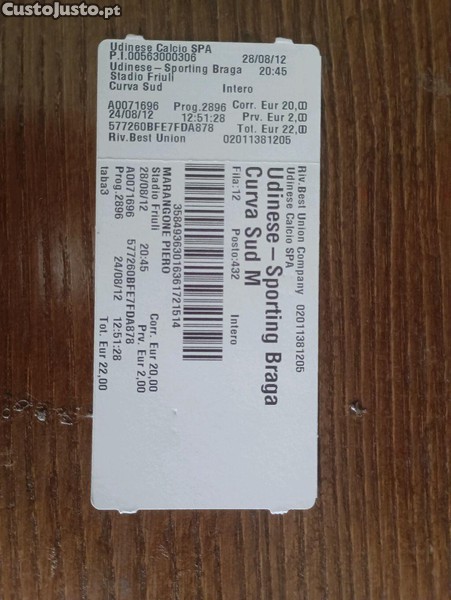 CustoJusto.pt
Udinese Calcio SPA
P.I.00563000306 28/08/12
Udinese – Sporting Braga 20:45
Stadio Friuli
Curva Sud Intero
A0071696 Prog.2896 Corr. Eur 20,00
24/08/12 12:51:28 Prv. Eur 2,00
577260BFE7FDA878 Tot. Eur 22,00
Riv.Best Union 02011381205
Riv.Best Union Company 02011381205
Udinese Calcio SPA
Udinese – Sporting Braga
Curva Sud M
Fila:12 Posto:432 Intero
35849363016361721514
MARANGONE PIERO
Stadio Friuli Corr. Eur 20,00
28/08/12 20:45 Prv. Eur 2,00
A0071696 577260BFE7FDA878
Prog.2896 24/08/12 12:51:28
taba3 Tot. Eur 22,00